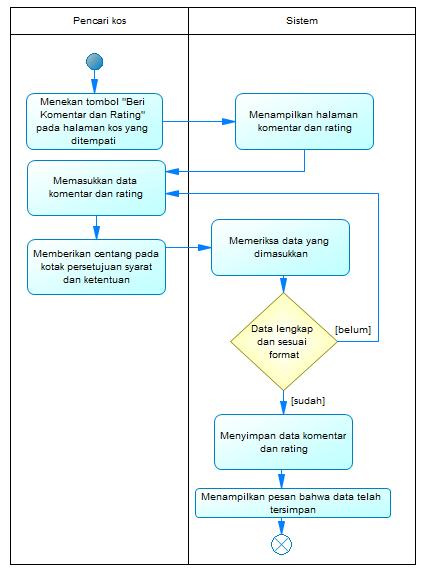 Pencari kos
Sistem
Menekan tombol "Beri
Komentar dan Rating"
pada halaman kos yang
ditempati
Menampilkan halaman
komentar dan rating
Memasukkan data
komentar dan rating
Memberikan centang pada
kotak persetujuan syarat
dan ketentuan
Memeriksa data yang
dimasukkan
Data lengkap
dan sesuai
format
[belum]
[sudah]
Menyimpan data komentar
dan rating
Menampilkan pesan bahwa data telah
tersimpan